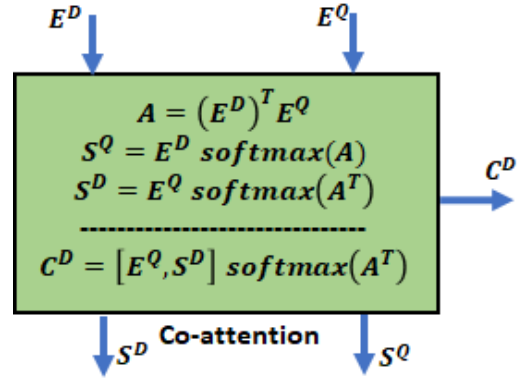 E^D E^Q
A = (E^D)^T E^Q
S^Q = E^D softmax(A)
S^D = E^Q softmax(A^T)
C^D
--------------------------------
C^D = [E^Q, S^D] softmax(A^T)
Co-attention
S^D S^Q